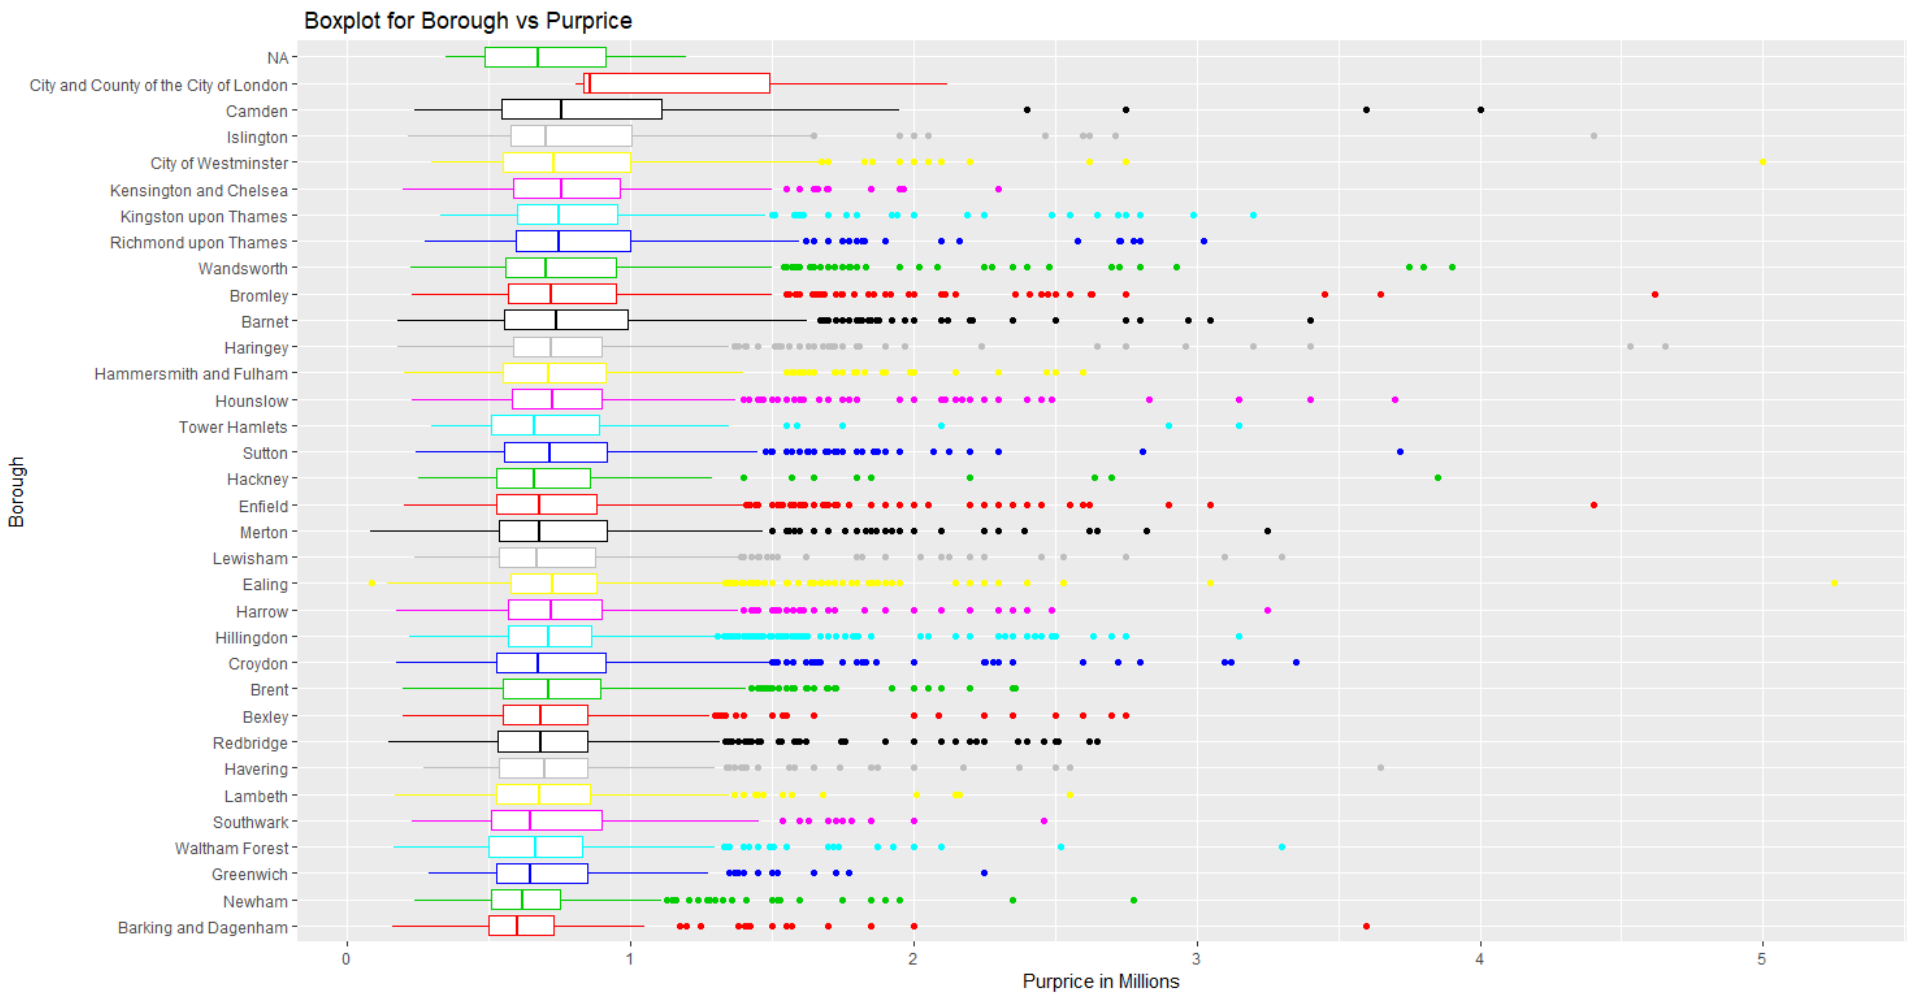 Boxplot for Borough vs Purprice
NA
City and County of the City of London
Camden
Islington
City of Westminster
Kensington and Chelsea
Kingston upon Thames
Richmond upon Thames
Wandsworth
Bromley
Barnet
Haringey
Hammersmith and Fulham
Hounslow
Tower Hamlets
Sutton
Hackney
Enfield
Merton
Lewisham
Ealing
Harrow
Hillingdon
Croydon
Brent
Bexley
Redbridge
Havering
Lambeth
Southwark
Waltham Forest
Greenwich
Newham
Barking and Dagenham
Borough
0 1 2 3 4 5
Purprice in Millions